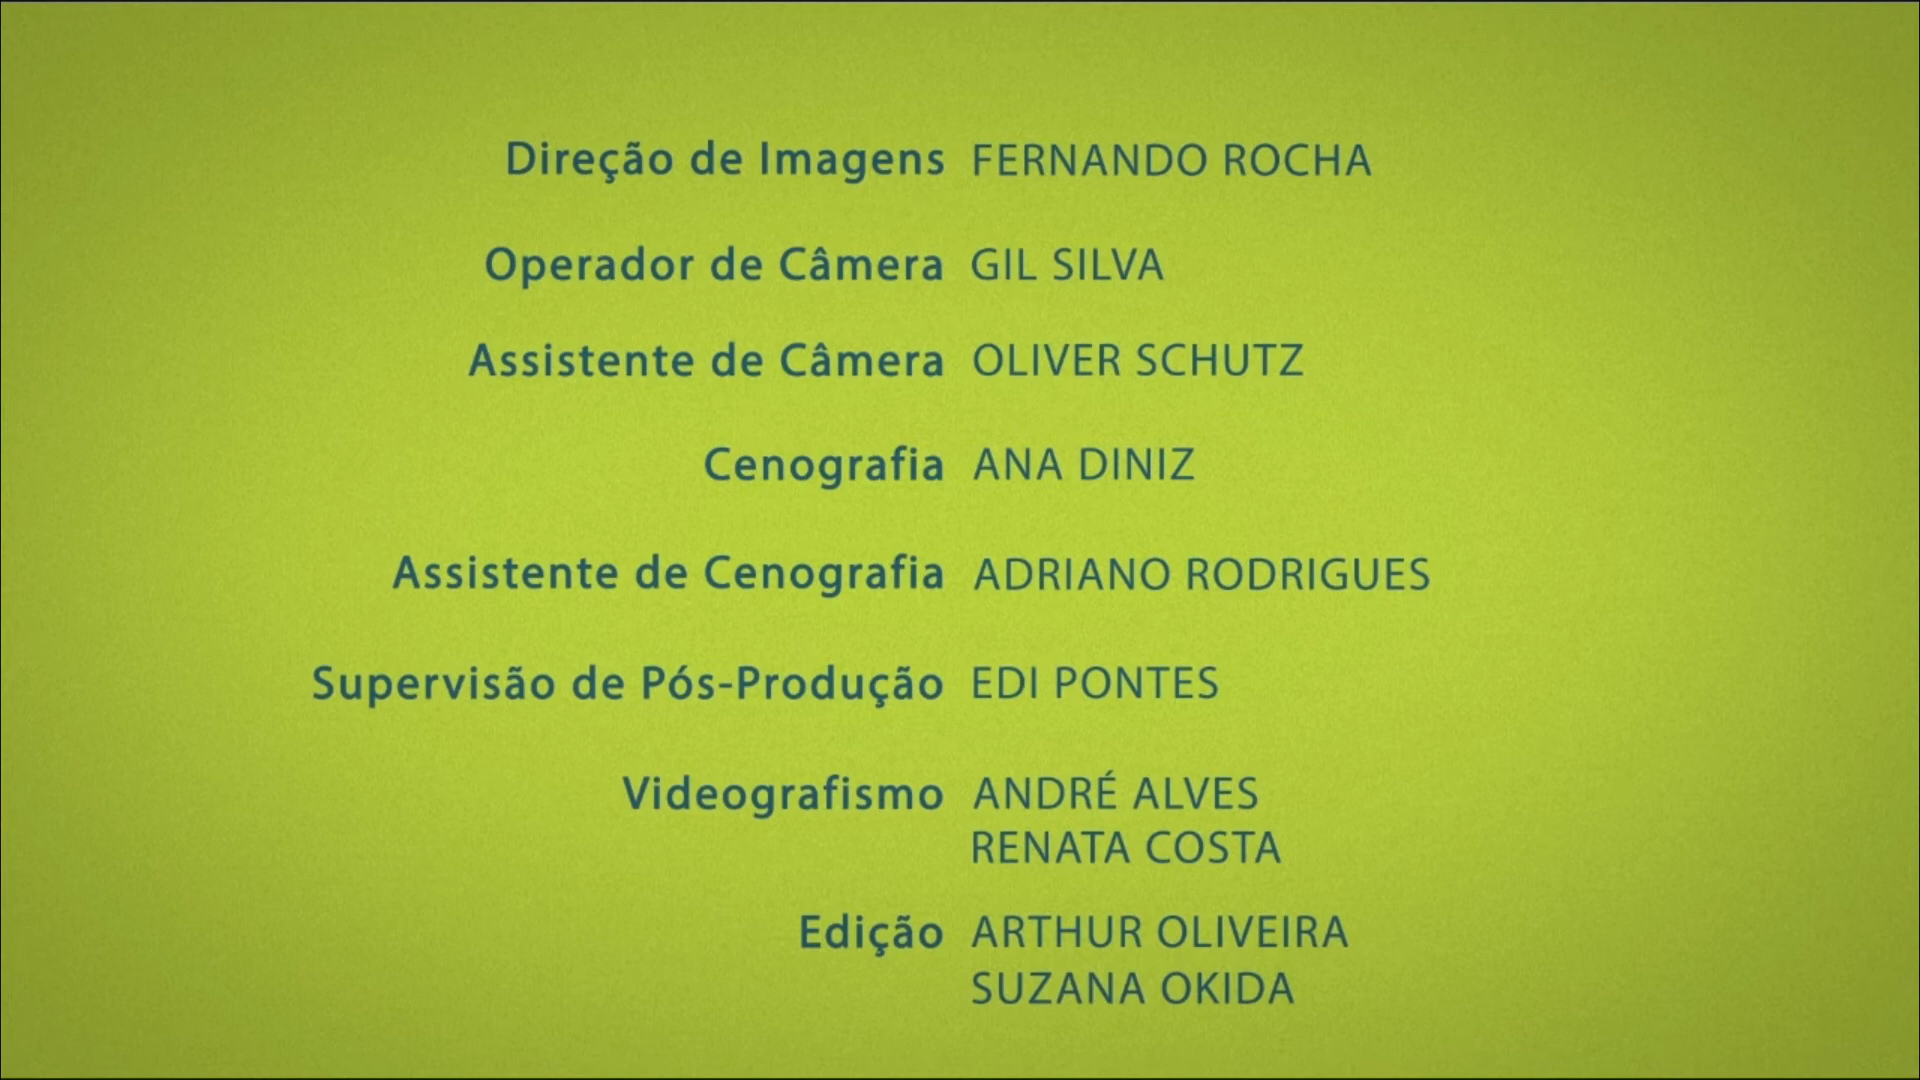 Direção de Imagens FERNANDO ROCHA
Operador de Câmera GIL SILVA
Assistente de Câmera OLIVER SCHUTZ
Cenografia ANA DINIZ
Assistente de Cenografia ADRIANO RODRIGUES
Supervisão de Pós-Produção EDI PONTES
Videografismo ANDRÉ ALVES
RENATA COSTA
Edição ARTHUR OLIVEIRA
SUZANA OKIDA